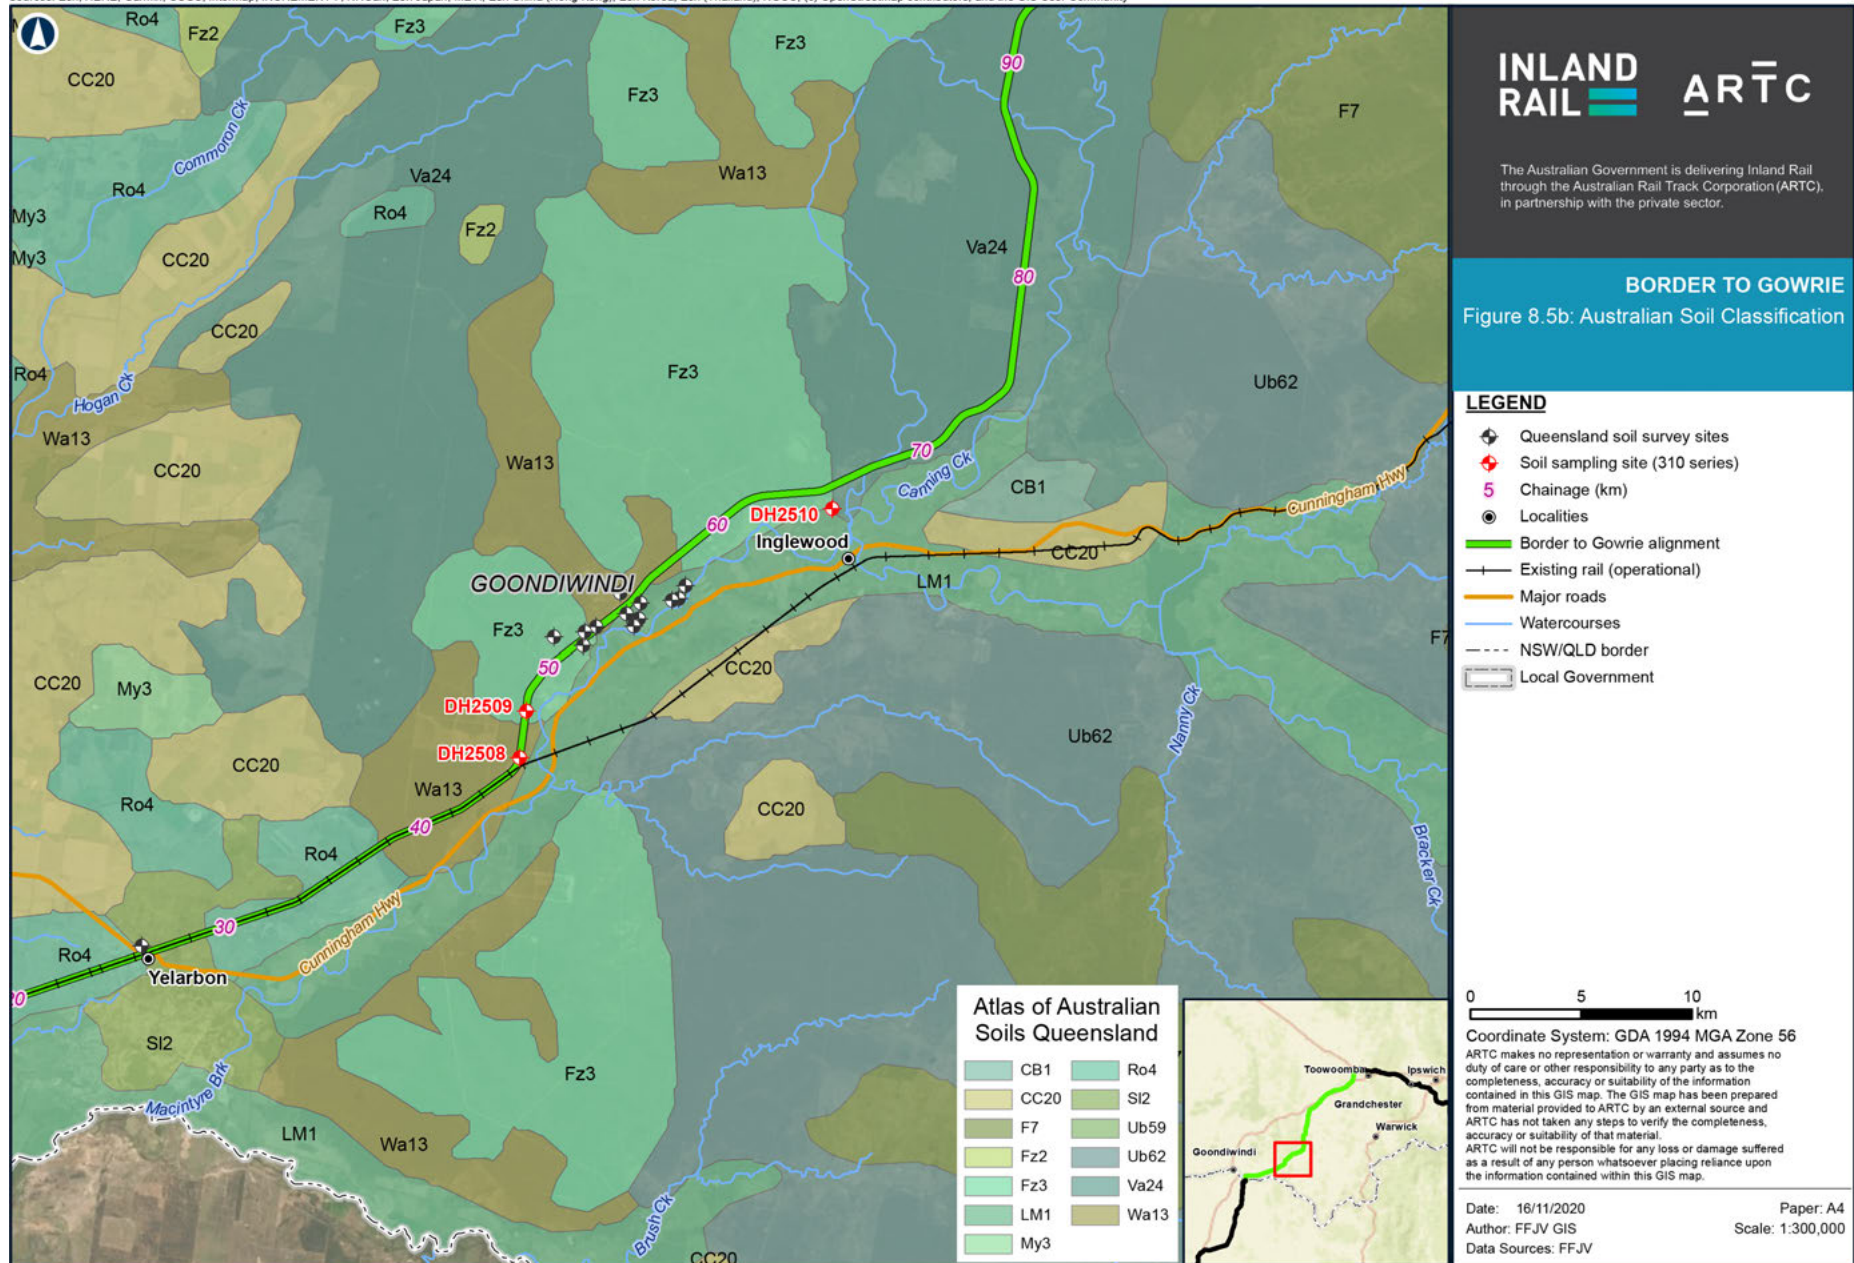 Ro4
Fz2
Fz3
Fz3
CC20
Fz3
90
F7
Commoron Ck
Va24
Wa13
Ro4
Ro4
My3
Fz2
My3
CC20
Va24
80
CC20
Fz3
Ro4
Hogan Ck
Ub62
Wa13
CC20
Wa13
70
Canning Ck
CB1
Cunningham Hwy
DH2510
60
Inglewood
CC20
GOONDIWINDI
LM1
Fz3
F7
50
CC20
CC20
My3
DH2509
Nanny Ck
Ub62
DH2508
CC20
Wa13
Ro4
CC20
40
Ro4
Bracker Ck
30
Cunningham Hwy
Ro4
Yelarbon
Sl2
Fz3
Macintyre Brk
LM1
Wa13
Brush Ck
CC20
Atlas of Australian
Soils Queensland
CB1
CC20
F7
Fz2
Fz3
LM1
My3
Ro4
Sl2
Ub59
Ub62
Va24
Wa13
Toowoomba
Ipswich
Grandchester
Warwick
Goondiwindi
INLAND
RAIL
ARTC
The Australian Government is delivering Inland Rail
through the Australian Rail Track Corporation (ARTC),
in partnership with the private sector.
BORDER TO GOWRIE
Figure 8.5b: Australian Soil Classification
LEGEND
Queensland soil survey sites
Soil sampling site (310 series)
5 Chainage (km)
Localities
Border to Gowrie alignment
Existing rail (operational)
Major roads
Watercourses
NSW/QLD border
Local Government
0 5 10
km
Coordinate System: GDA 1994 MGA Zone 56
ARTC makes no representation or warranty and assumes no
duty of care or other responsibility to any party as to the
completeness, accuracy or suitability of the information
contained in this GIS map. The GIS map has been prepared
from material provided to ARTC by an external source and
ARTC has not taken any steps to verify the completeness,
accuracy or suitability of that material.
ARTC will not be responsible for any loss or damage suffered
as a result of any person whatsoever placing reliance upon
the information contained within this GIS map.
Date: 16/11/2020 Paper: A4
Author: FFJV GIS Scale: 1:300,000
Data Sources: FFJV